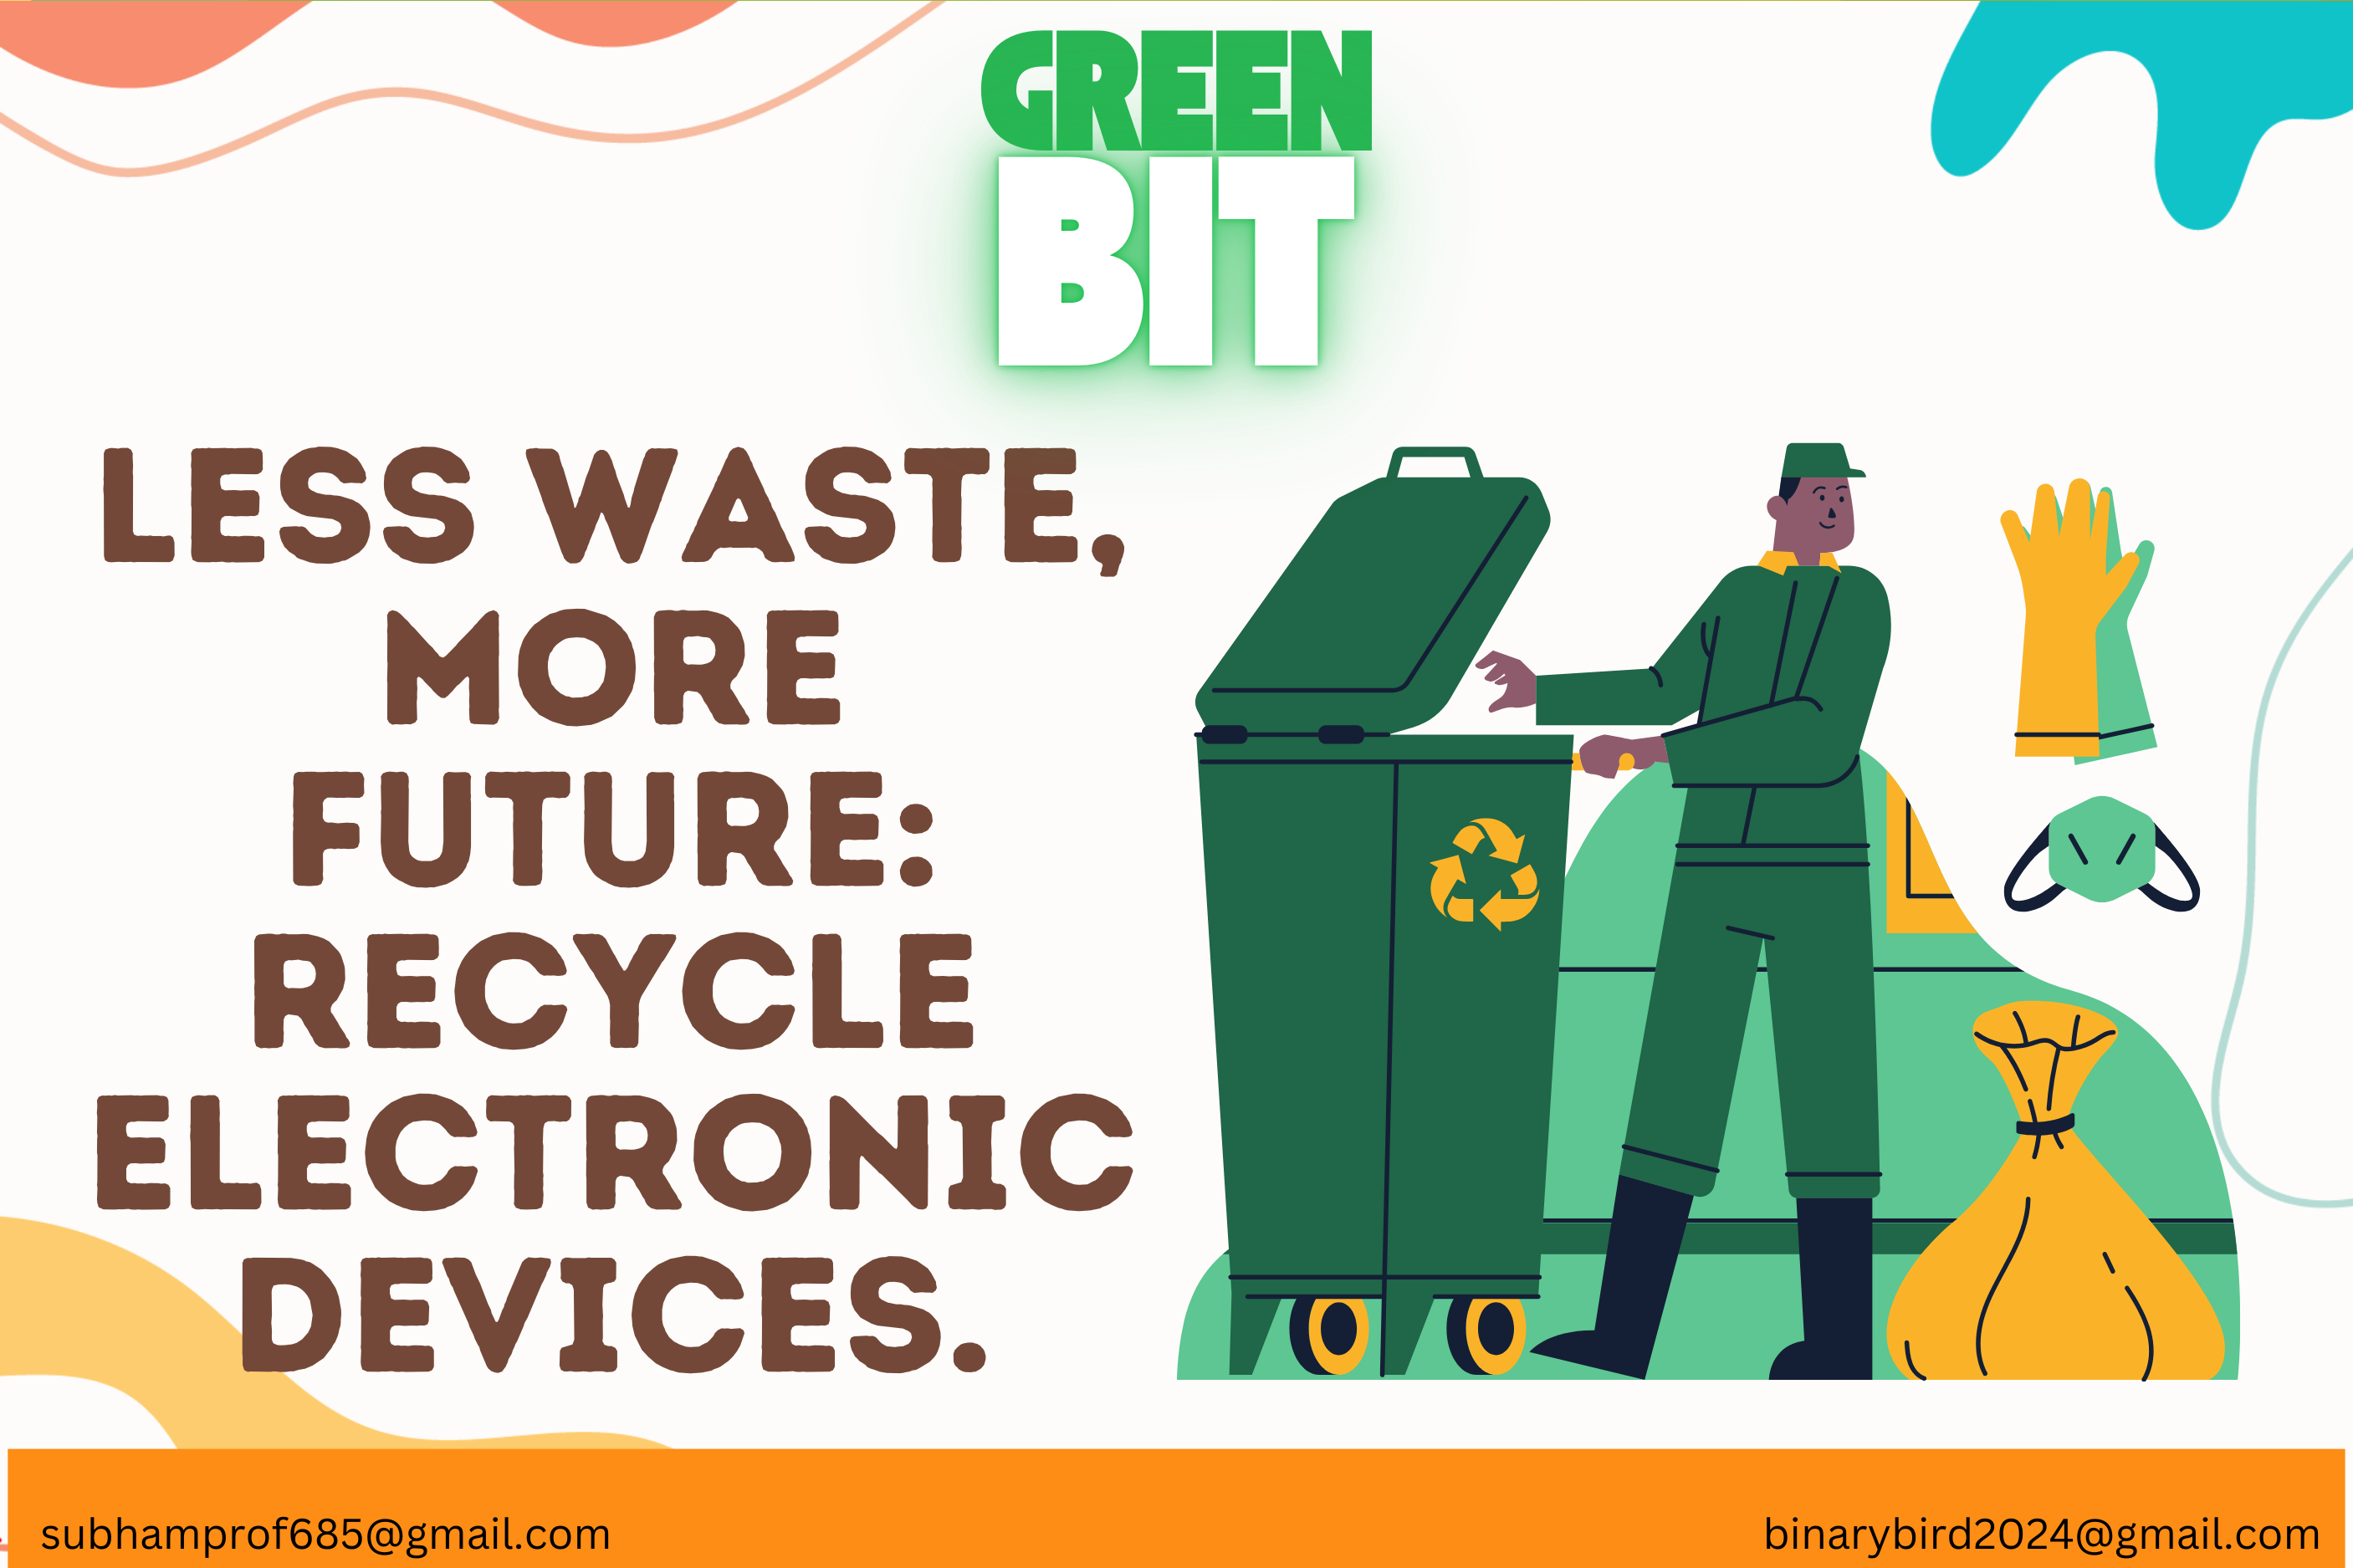 GREEN
BIT
LESS WASTE,
MORE
FUTURE:
RECYCLE
ELECTRONIC
DEVICES.
subhamprof685@gmail.com
binarybird2024@gmail.com